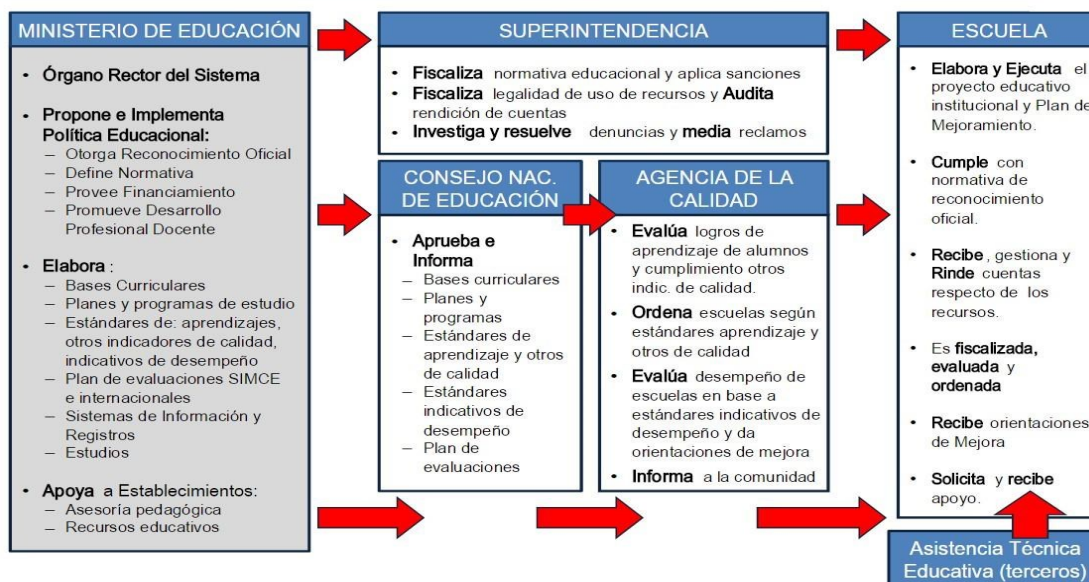 MINISTERIO DE EDUCACIÓN
• Órgano Rector del Sistema
• Propone e Implementa
Política Educacional:
– Otorga Reconocimiento Oficial
– Define Normativa
– Provee Financiamiento
– Promueve Desarrollo
Profesional Docente
• Elabora :
– Bases Curriculares
– Planes y programas de estudio
– Estándares de: aprendizajes,
otros indicadores de calidad,
indicativos de desempeño
– Plan de evaluaciones SIMCE
e internacionales
– Sistemas de Información y
Registros
– Estudios
• Apoya a Establecimientos:
– Asesoría pedagógica
– Recursos educativos
SUPERINTENDENCIA
• Fiscaliza normativa educacional y aplica sanciones
• Fiscaliza legalidad de uso de recursos y Audita
rendición de cuentas
• Investiga y resuelve denuncias y media reclamos
CONSEJO NAC.
DE EDUCACIÓN
• Aprueba e
Informa
– Bases curriculares
– Planes y
programas
– Estándares de
aprendizaje y otros
de calidad
– Estándares
indicativos de
desempeño
– Plan de
evaluaciones
AGENCIA DE LA
CALIDAD
• Evalúa logros de
aprendizaje de alumnos
y cumplimiento otros
indic. de calidad.
• Ordena escuelas según
estándares aprendizaje y
otros de calidad
• Evalúa desempeño de
escuelas en base a
estándares indicativos de
desempeño y da
orientaciones de mejora
• Informa a la comunidad
ESCUELA
• Elabora y Ejecuta el
proyecto educativo
institucional y Plan de
Mejoramiento.
• Cumple con
normativa de
reconocimiento
oficial.
• Recibe , gestiona y
Rinde cuentas
respecto de los
recursos.
• Es fiscalizada,
evaluada y
ordenada
• Recibe orientaciones
de Mejora
• Solicita y recibe
apoyo.
Asistencia Técnica
Educativa (terceros)